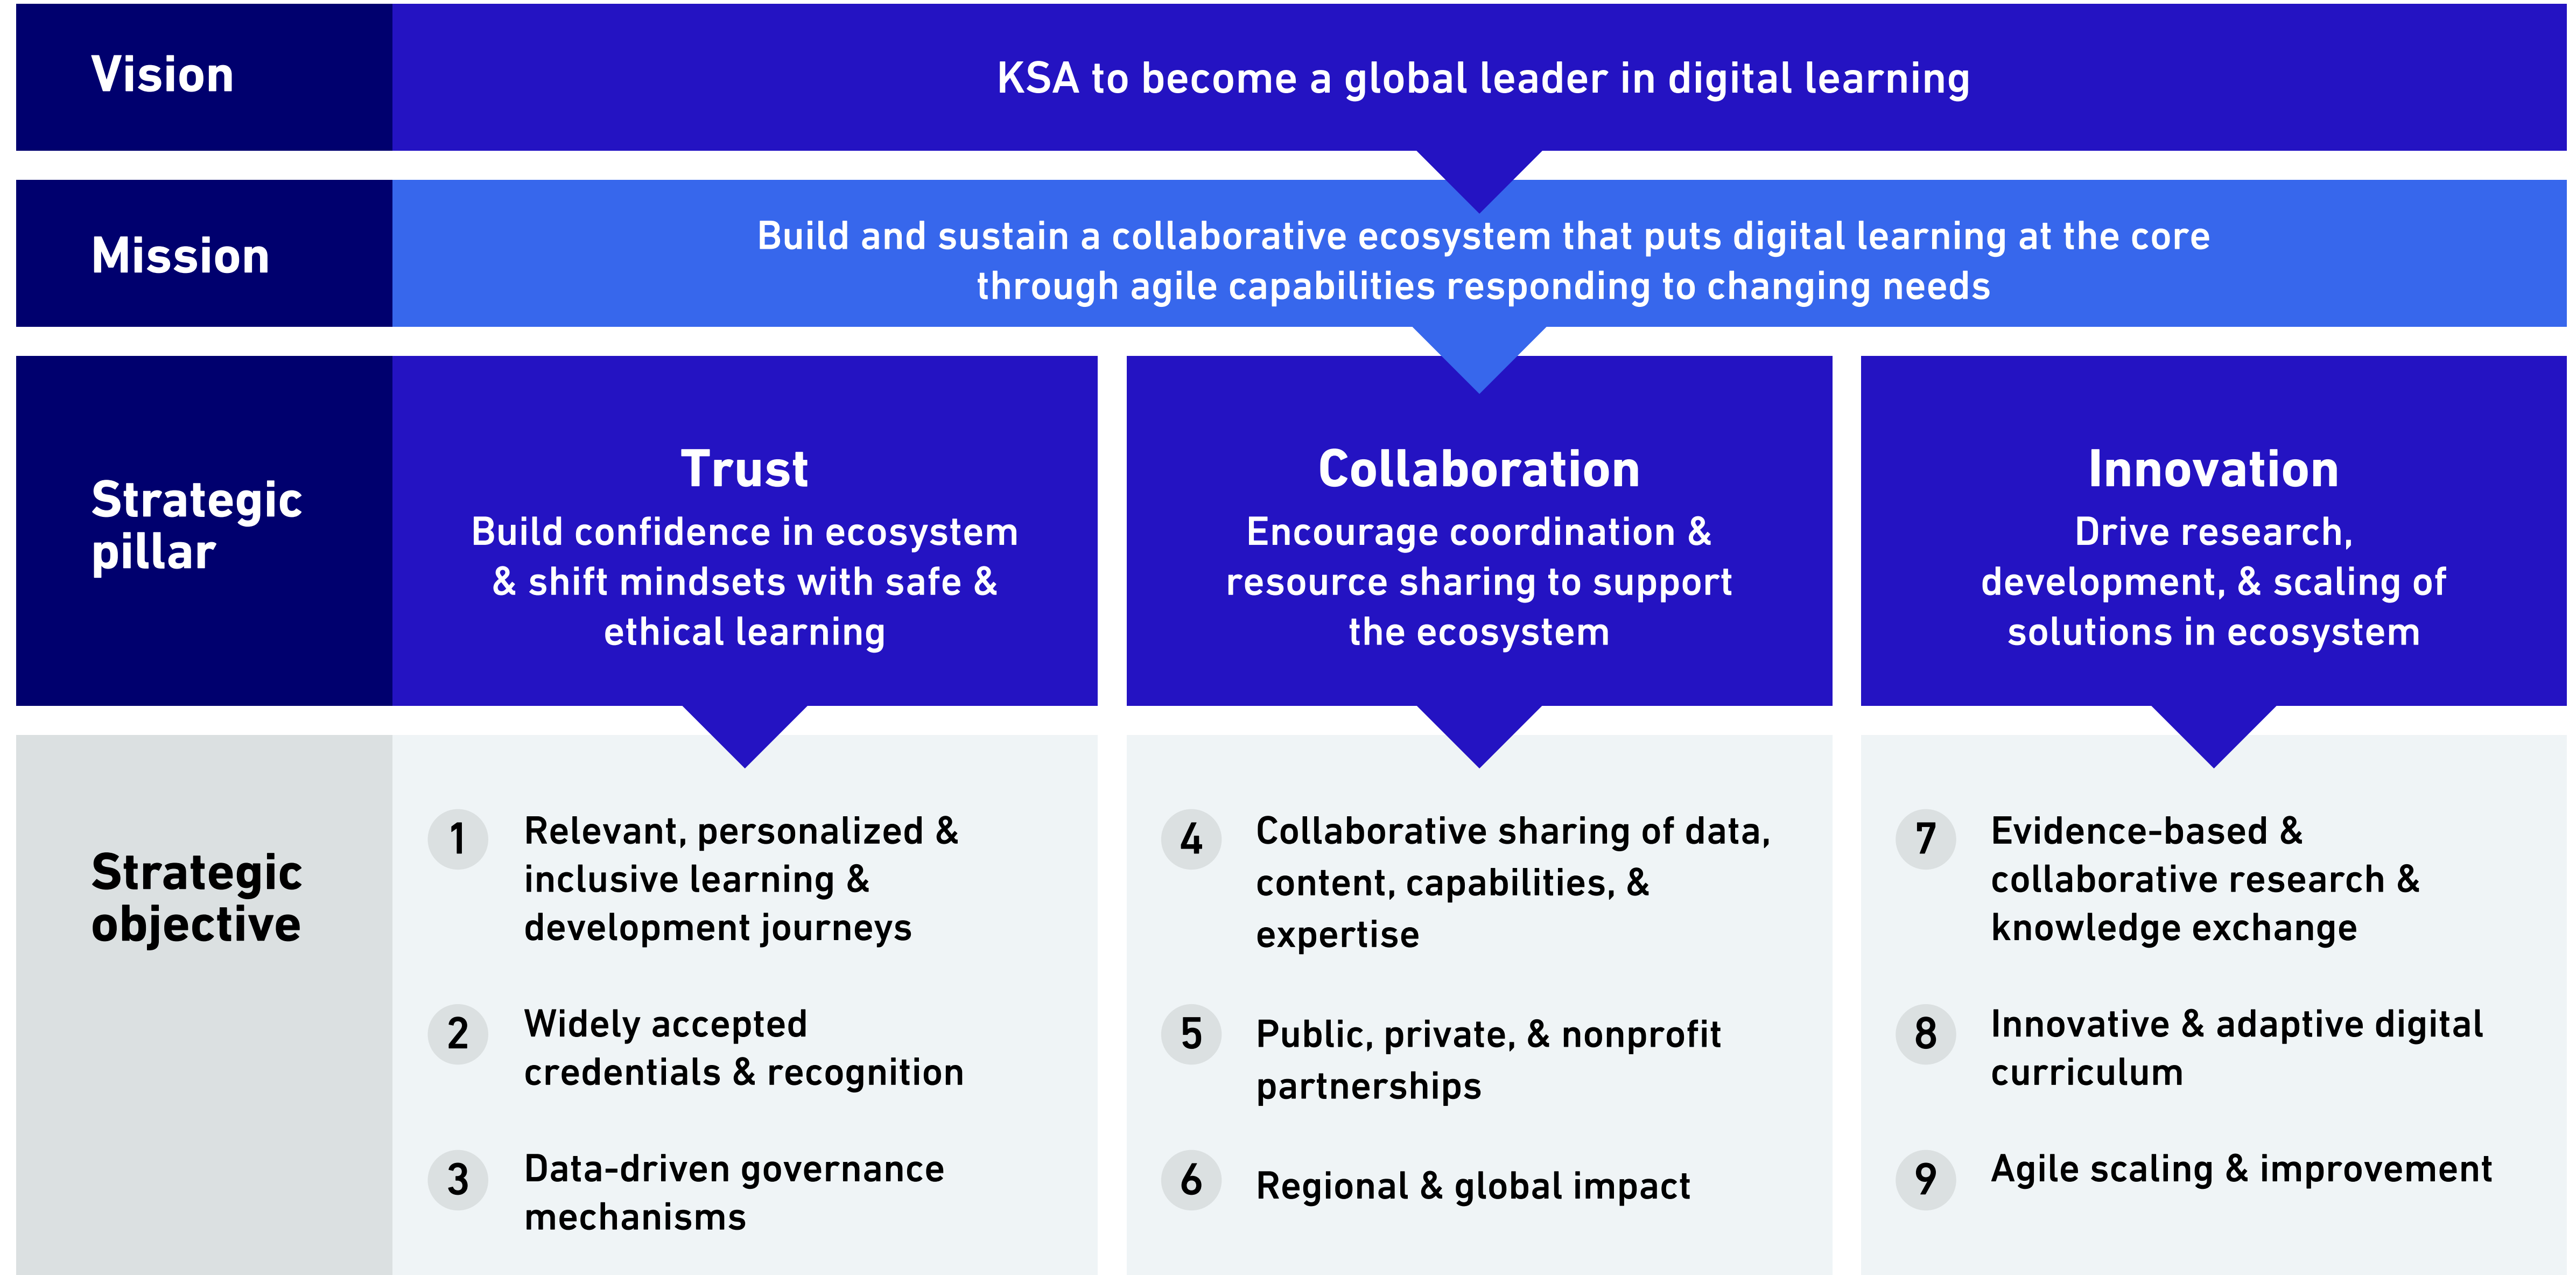 Vision
KSA to become a global leader in digital learning
Mission
Build and sustain a collaborative ecosystem that puts digital learning at the core
through agile capabilities responding to changing needs
Strategic
pillar
Trust
Build confidence in ecosystem
& shift mindsets with safe &
ethical learning
Collaboration
Encourage coordination &
resource sharing to support
the ecosystem
Innovation
Drive research,
development, & scaling of
solutions in ecosystem
Strategic
objective
1
Relevant, personalized &
inclusive learning &
development journeys
2
Widely accepted
credentials & recognition
3
Data-driven governance
mechanisms
4
Collaborative sharing of data,
content, capabilities, &
expertise
5
Public, private, & nonprofit
partnerships
6
Regional & global impact
7
Evidence-based &
collaborative research &
knowledge exchange
8
Innovative & adaptive digital
curriculum
9
Agile scaling & improvement